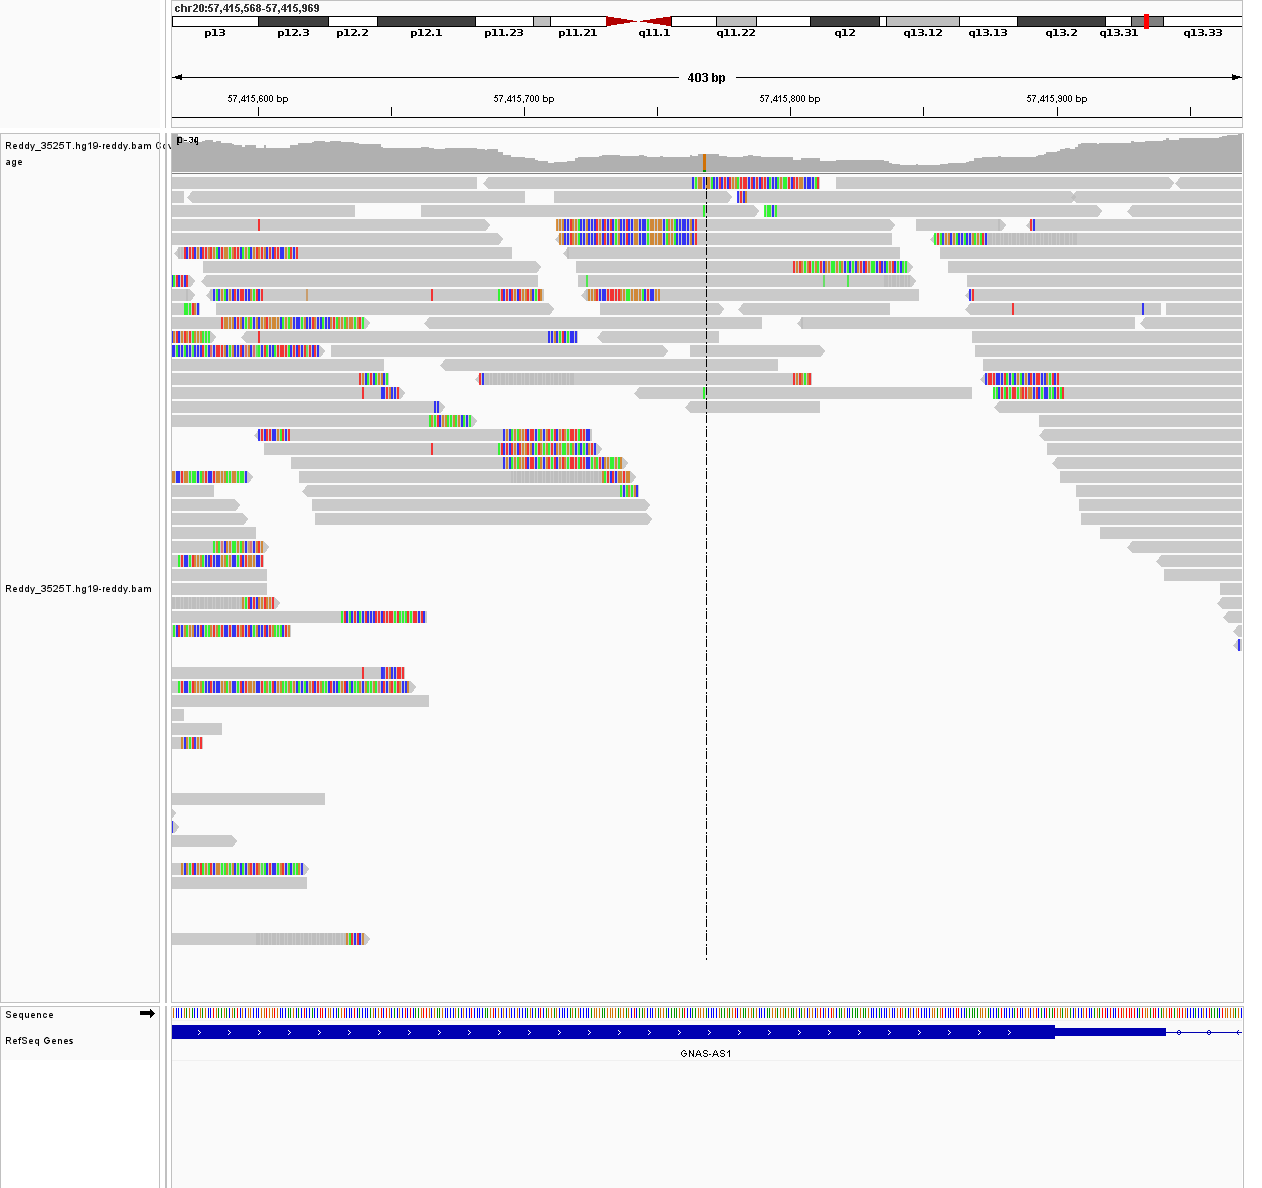 chr20:57,415,568-57,415,969
p13 p12.3 p12.2 p12.1 p11.23 p11.21 q11.1 q11.22 q12 q13.12 q13.13 q13.2 q13.31 q13.33
403 bp
57,415,600 bp 57,415,700 bp 57,415,800 bp 57,415,900 bp
Reddy_3525T.hg19-reddy.bam
age
Reddy_3525T.hg19-reddy.bam
Sequence
RefSeq Genes
GNAS-AS1